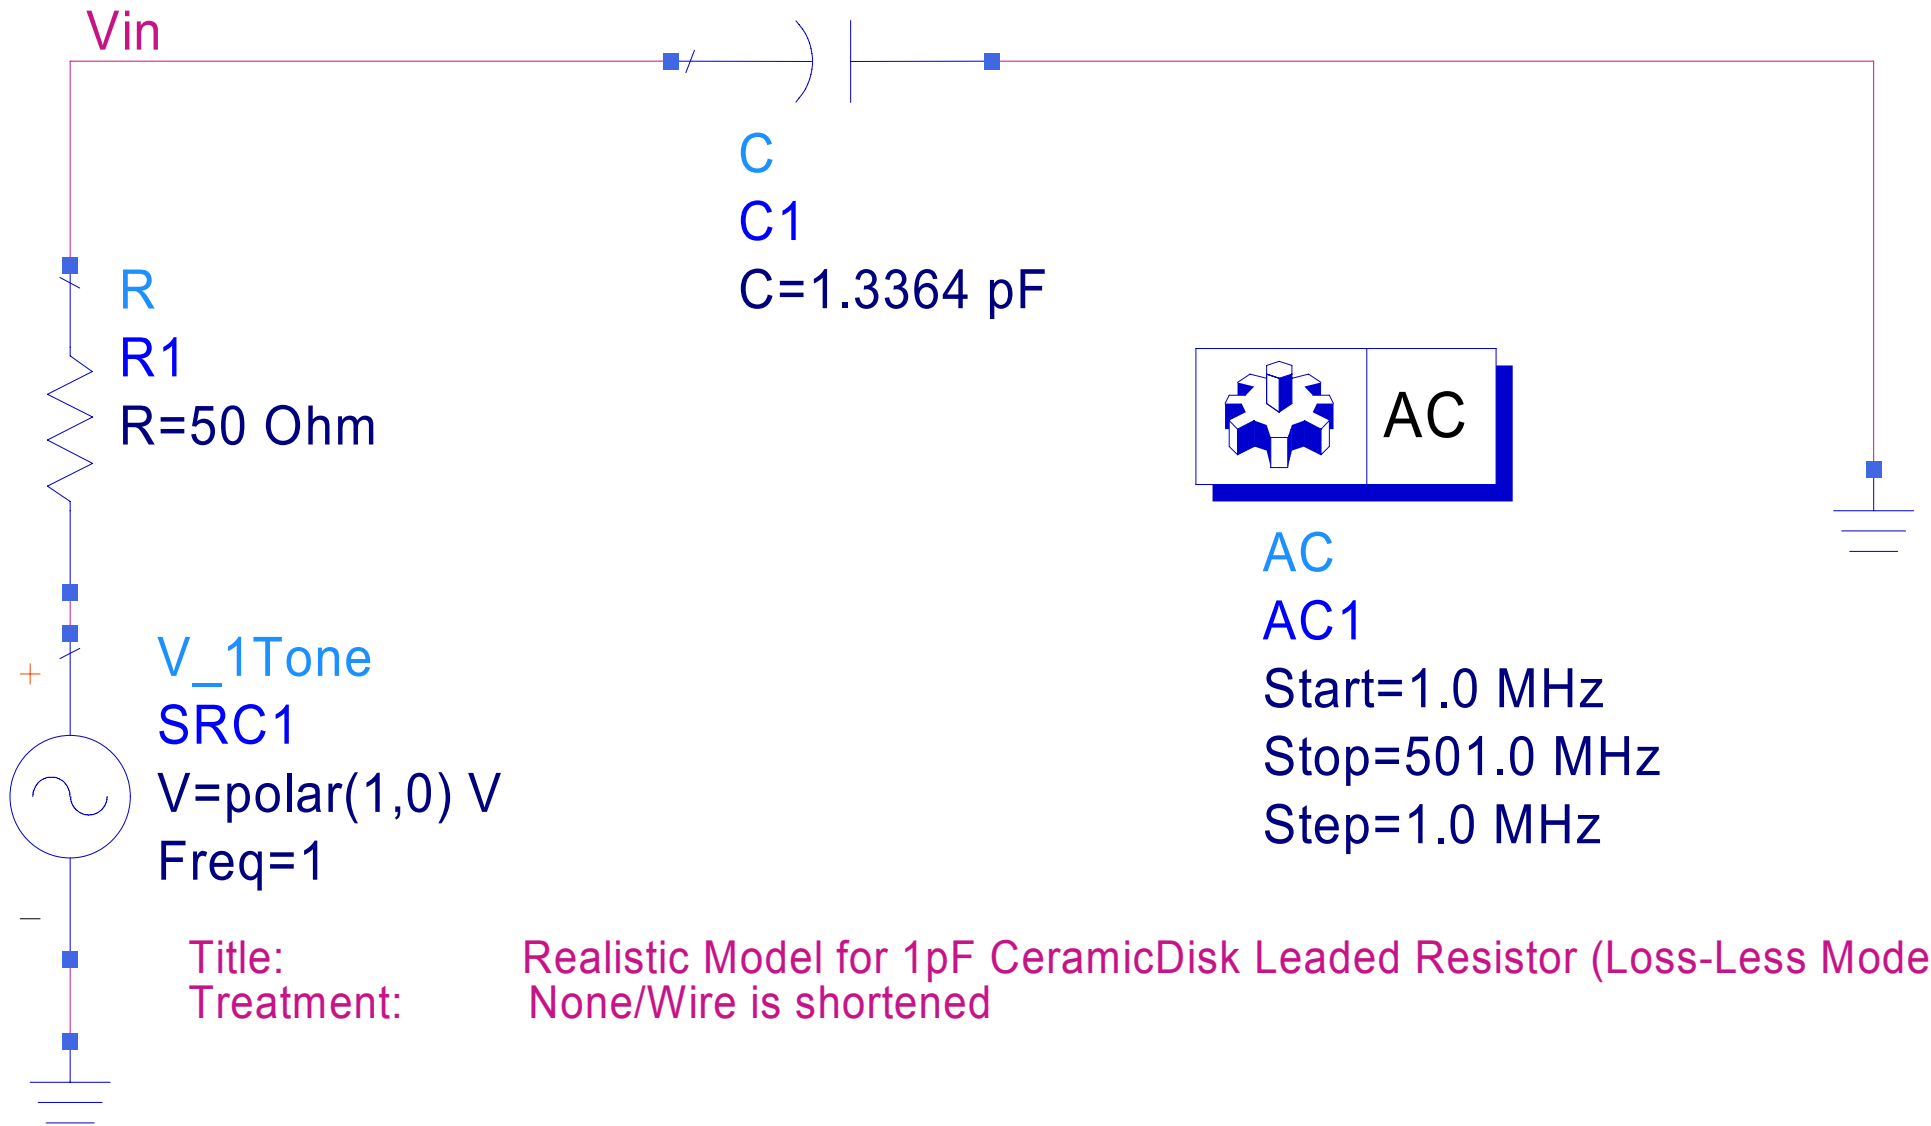 Vin
C
C1
C=1.3364 pF
R
R1
R=50 Ohm
AC
AC
AC1
Start=1.0 MHz
Stop=501.0 MHz
Step=1.0 MHz
V_1Tone
SRC1
V=polar(1,0) V
Freq=1
Title: Realistic Model for 1pF CeramicDisk Leaded Resistor (Loss-Less Mode
Treatment: None/Wire is shortened